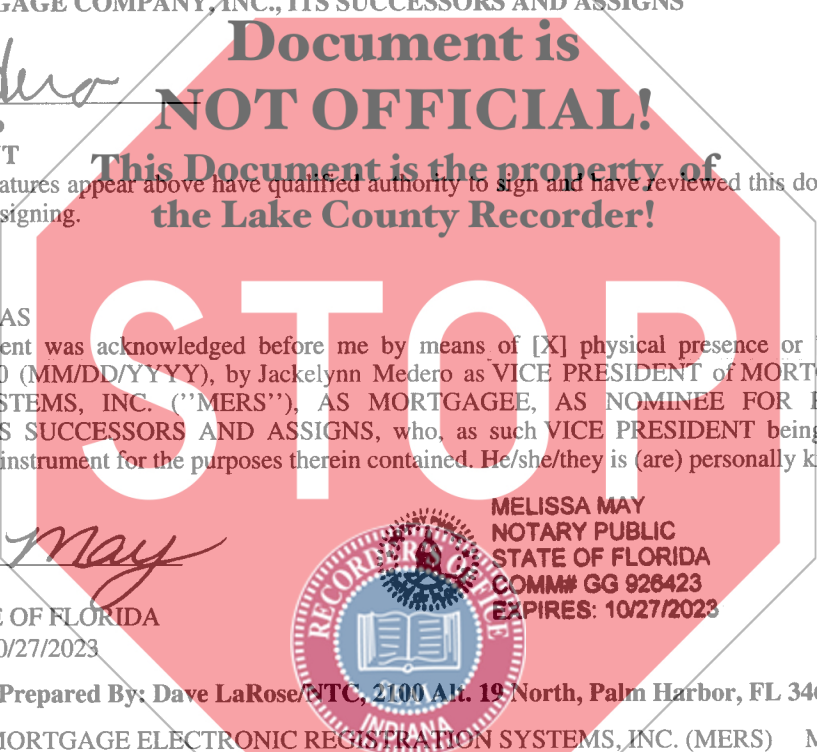 GAGE COMPANY, INC., ITS SUCCESSORS AND ASSIGNS
Document is
NOT OFFICIAL!
This Document is the property of
atures appear above have qualified authority to sign and have reviewed this do
the Lake County Recorder!
signing.
STOP
AS
ent was acknowledged before me by means of [X] physical presence or
0 (MM/DD/YYYY), by Jackelynn Medero as VICE PRESIDENT of MORT
STEMS, INC. (''MERS''), AS MORTGAGEE, AS NOMINEE FOR
S SUCCESSORS AND ASSIGNS, who, as such VICE PRESIDENT being
instrument for the purposes therein contained. He/she/they is (are) personally k
May
MELISSA MAY
NOTARY PUBLIC
STATE OF FLORIDA
COMM# GG 926423
EXPIRES: 10/27/2023
RECORDER'S OFFICE
INDIANA
E OF FLORIDA
0/27/2023
Prepared By: Dave LaRose/NTC, 2100 Alt. 19 North, Palm Harbor, FL 346
MORTGAGE ELECTRONIC REGISTRATION SYSTEMS, INC. (MERS) M